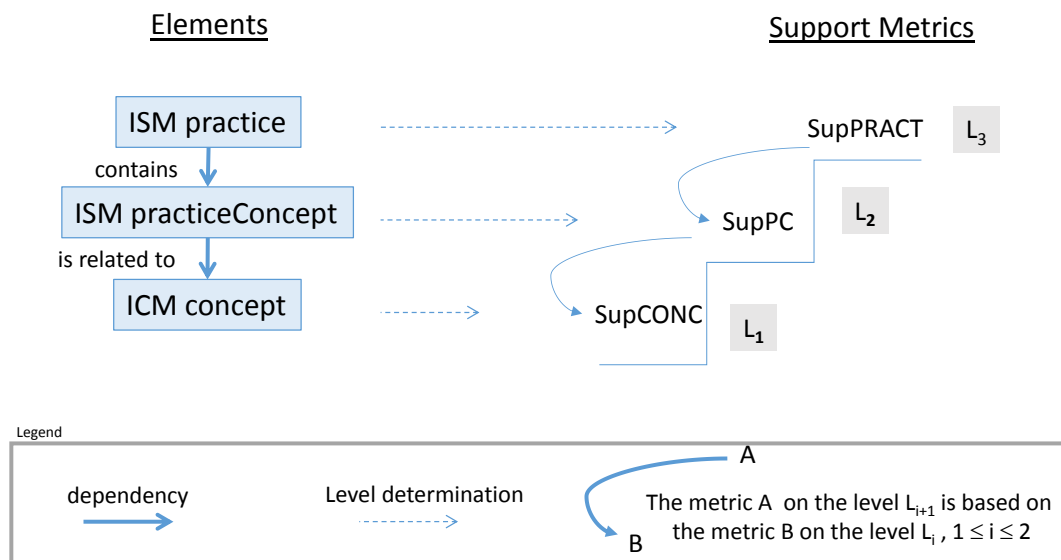 Elements
Support Metrics
ISM practice
SupPRACT
L3
contains
ISM practiceConcept
SupPC
L2
is related to
ICM concept
SupCONC
L1
Legend
A
dependency
Level determination
The metric A on the level Li+1 is based on
the metric B on the level Li , 1 ≤ i ≤ 2
B